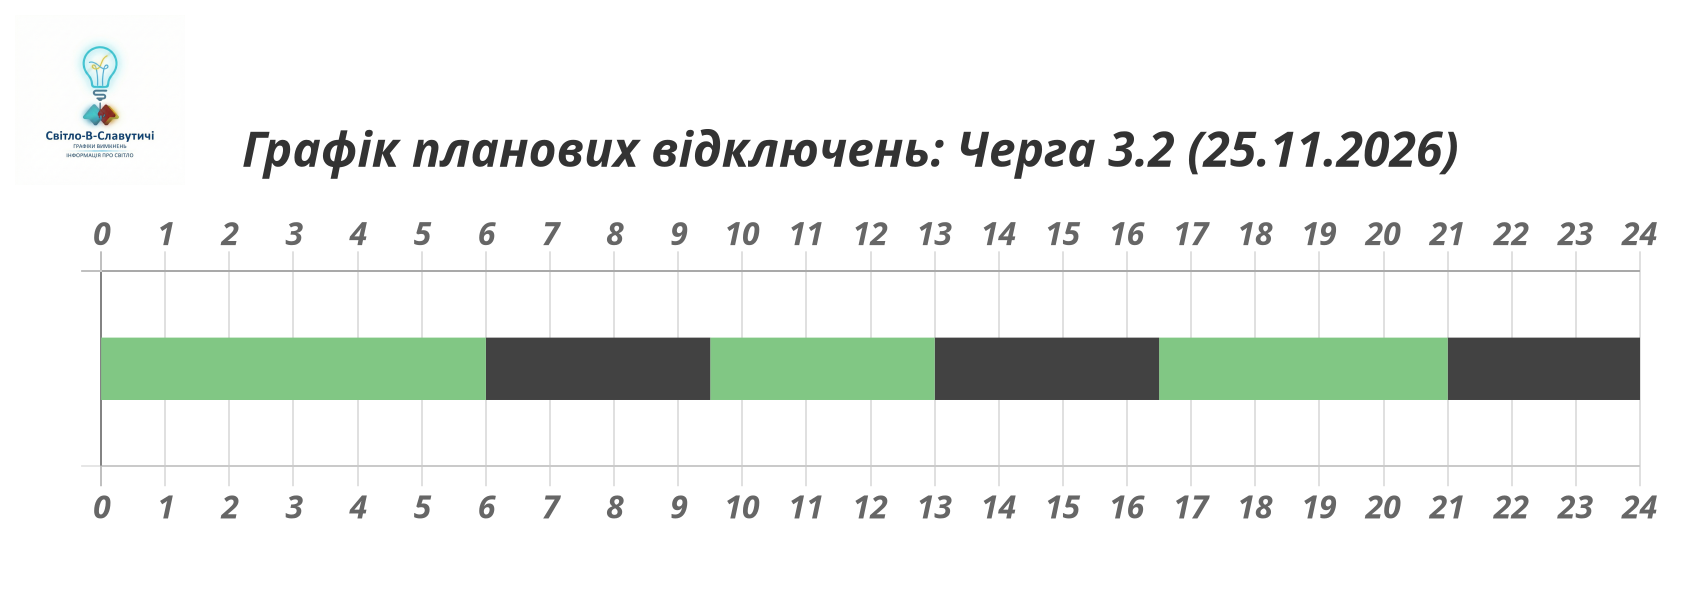 Світло-В-Славутичі
ГРАФІКИ ВИМКНЕНЬ
ІНФОРМАЦІЯ ПРО СВІТЛО
Графік планових відключень: Черга 3.2 (25.11.2026)
0 1 2 3 4 5 6 7 8 9 10 11 12 13 14 15 16 17 18 19 20 21 22 23 24
0 1 2 3 4 5 6 7 8 9 10 11 12 13 14 15 16 17 18 19 20 21 22 23 24